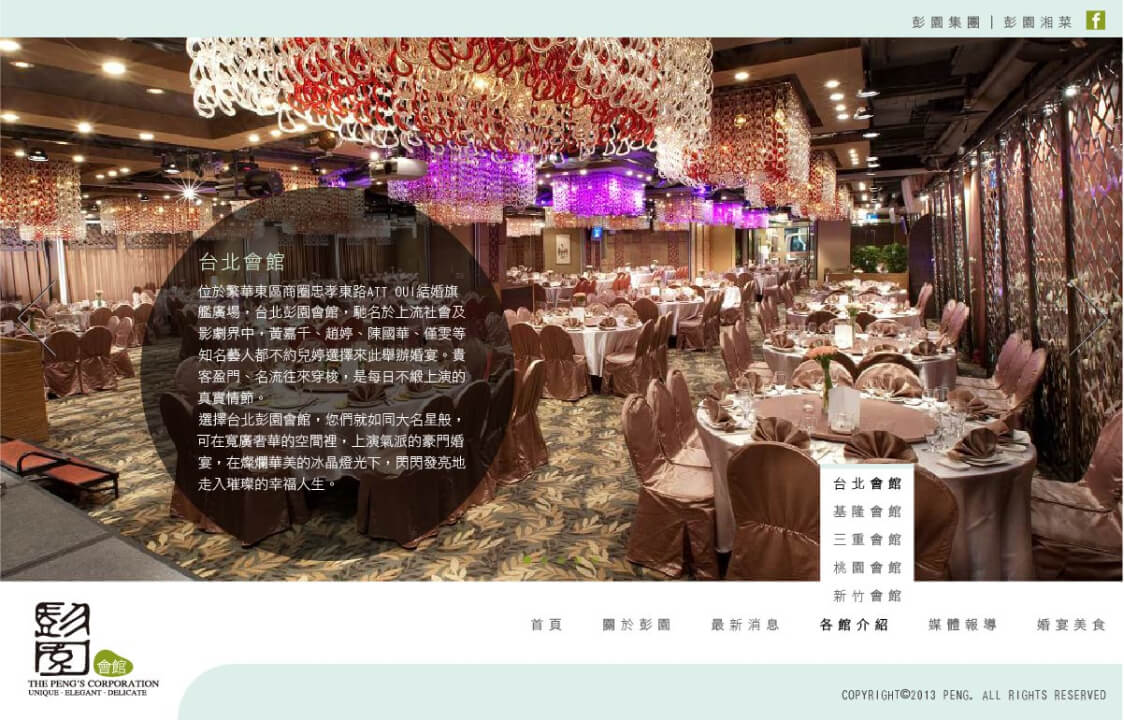 彭園集團 | 彭園湘菜 f
台北會館
位於繁華東區商圈忠孝東路ATT OUI結婚旗
艦廣場，台北彭園會館，馳名於上流社會及
影劇界中，黃嘉千、趙婷、陳國華、僅雯等
知名藝人都不約兒婷選擇來此舉辦婚宴。貴
客盈門、名流往來穿梭，是每日不緞上演的
真實情節。
選擇台北彭園會館，您們就如同大名星般，
可在寬廣奢華的空間裡，上演氣派的豪門婚
宴，在燦爛華美的冰晶燈光下，閃閃發亮地
走入璀璨的幸福人生。
台北會館
基隆會館
三重會館
桃園會館
新竹會館
首頁 關於彭園 最新消息 各館介紹 媒體報導 婚宴美食
彭園 會館
THE PENG'S CORPORATION
UNIQUE · ELEGANT · DELICATE
COPYRIGHT©2013 PENG. ALL RIGHTS RESERVED